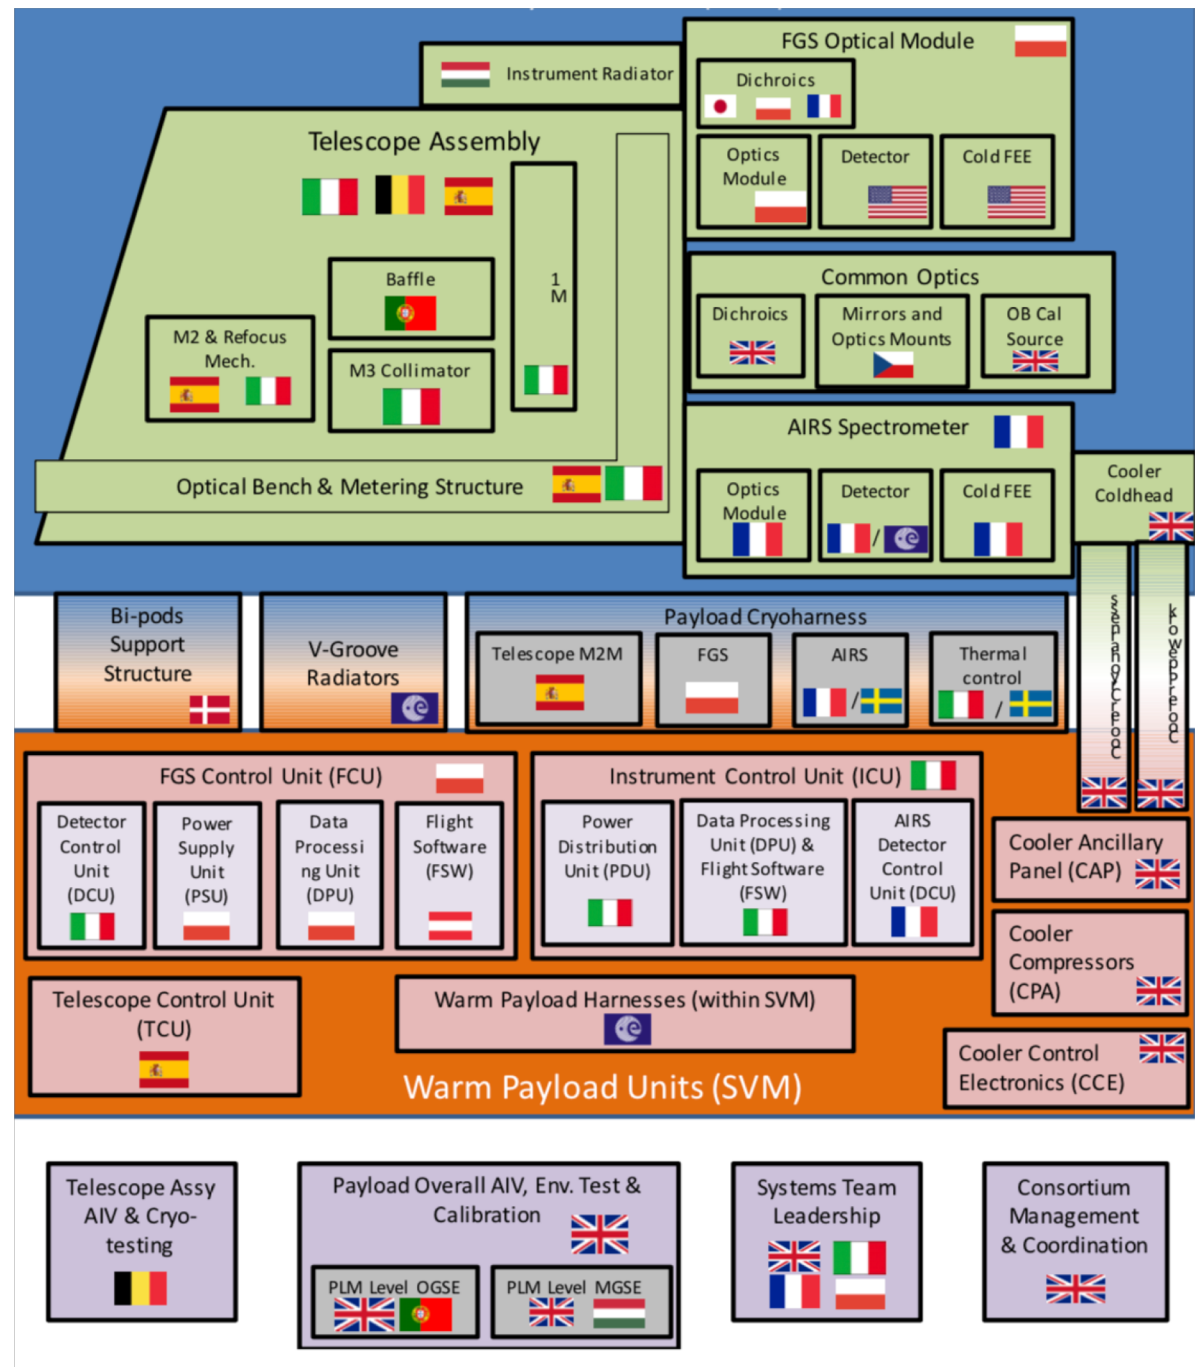 FGS Optical Module
Instrument Radiator
Dichroics
Telescope Assembly
Optics
Module
Detector
Cold FEE
1
M
Baffle
Common Optics
Dichroics
Mirrors and
Optics Mounts
OB Cal
Source
M2 & Refocus
Mech.
M3 Collimator
AIRS Spectrometer
Optical Bench & Metering Structure
Optics
Module
Detector
/
Cold FEE
Cooler
Coldhead
Bi-pods
Support
Structure
V-Groove
Radiators
Payload Cryoharness
Telescope M2M
FGS
AIRS
/
Thermal
control
/
FGS Control Unit (FCU)
Detector
Control
Unit
(DCU)
Power
Supply
Unit
(PSU)
Data
Processi
ng Unit
(DPU)
Flight
Software
(FSW)
Instrument Control Unit (ICU)
Power
Distribution
Unit (PDU)
Data Processing
Unit (DPU) &
Flight Software
(FSW)
AIRS
Detector
Control
Unit (DCU)
Cooler Ancillary
Panel (CAP)
Cooler
Compressors
(CPA)
Telescope Control Unit
(TCU)
Warm Payload Harnesses (within SVM)
Cooler Control
Electronics (CCE)
Warm Payload Units (SVM)
Telescope Assy
AIV & Cryo-
testing
Payload Overall AIV, Env. Test &
Calibration
PLM Level OGSE
PLM Level MGSE
Systems Team
Leadership
Consortium
Management
& Coordination